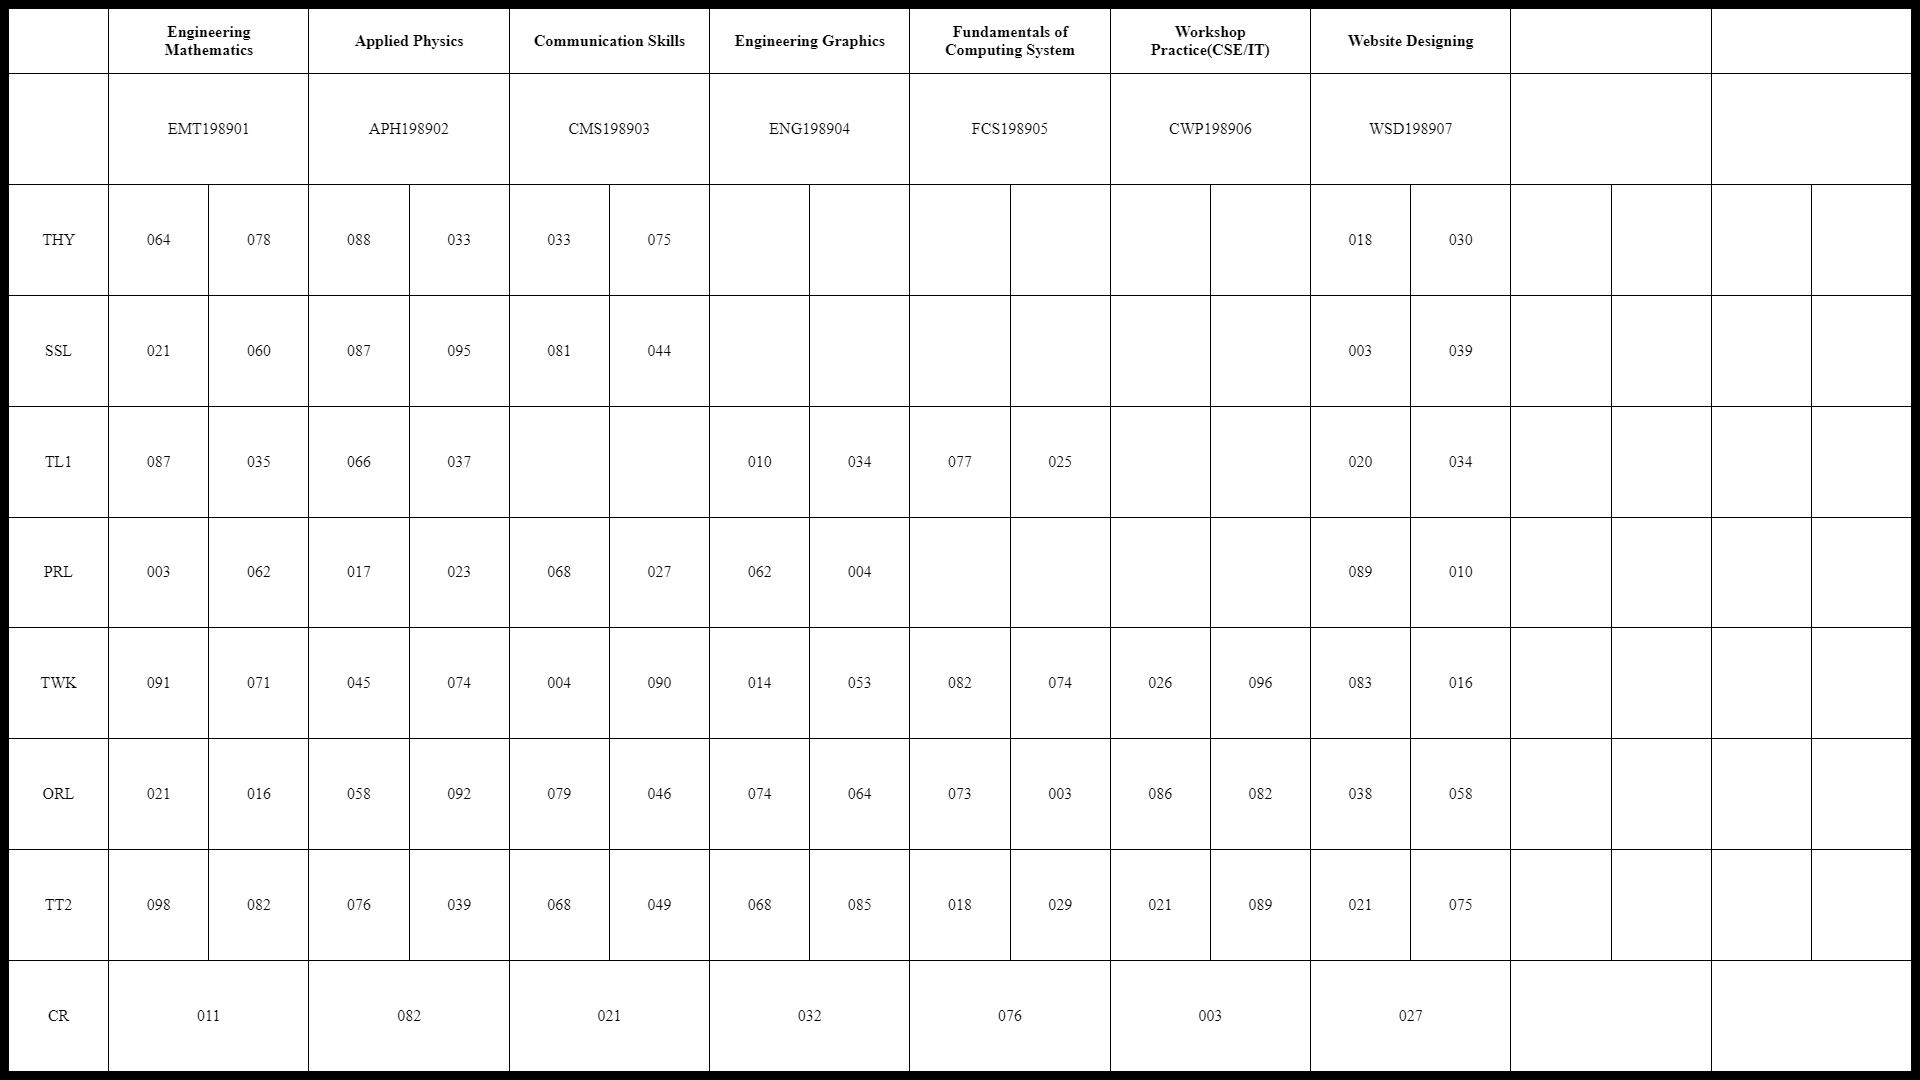 Engineering Mathematics Applied Physics Communication Skills Engineering Graphics Fundamentals of Computing System Workshop Practice(CSE/IT) Website Designing
EMT198901 APH198902 CMS198903 ENG198904 FCS198905 CWP198906 WSD198907
THY 064 078 088 033 033 075 018 030
SSL 021 060 087 095 081 044 003 039
TL1 087 035 066 037 010 034 077 025 020 034
PRL 003 062 017 023 068 027 062 004 089 010
TWK 091 071 045 074 004 090 014 053 082 074 026 096 083 016
ORL 021 016 058 092 079 046 074 064 073 003 086 082 038 058
TT2 098 082 076 039 068 049 068 085 018 029 021 089 021 075
CR 011 082 021 032 076 003 027